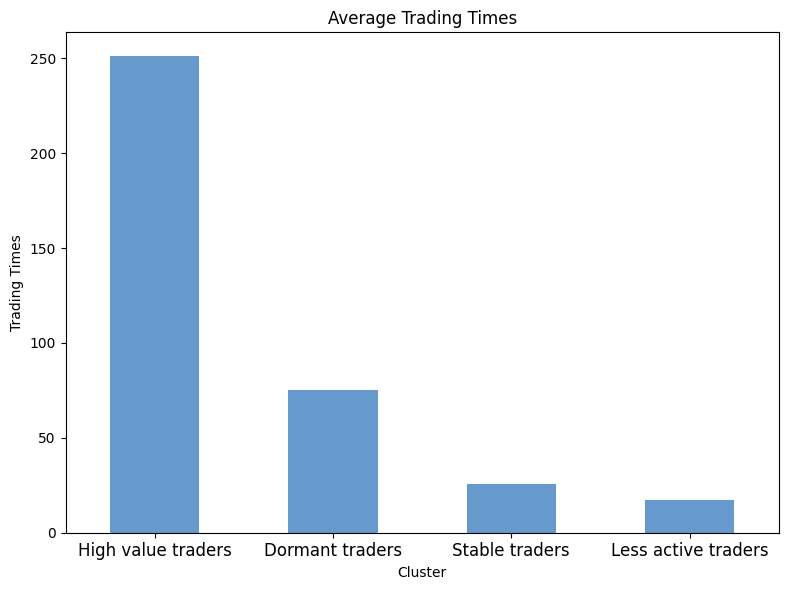 Average Trading Times
Trading Times
250
200
150
100
50
0
High value traders
Dormant traders
Stable traders
Less active traders
Cluster